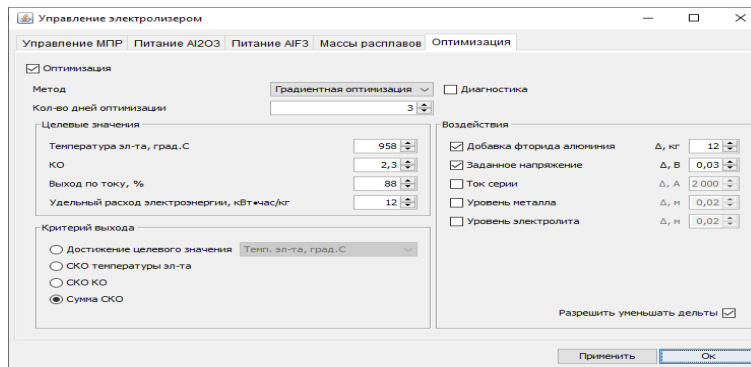 Управление электролизером
Управление МПР Питание Al2O3 Питание AlF3 Массы расплавов Оптимизация
Оптимизация
Метод Градиентная оптимизация Диагностика
Кол-во дней оптимизации 3
Целевые значения
Температура эл-та, град.С 958
КО 2,3
Выход по току, % 88
Удельный расход электроэнергии, кВт•час/кг 12
Критерий выхода
Достижение целевого значения Темп. эл-та, град.С
СКО температуры эл-та
СКО КО
Сумма СКО
Воздействия
Добавка фторида алюминия Δ, кг 12
Заданное напряжение Δ, В 0,03
Ток серии Δ, А 2 000
Уровень металла Δ, м 0,02
Уровень электролита Δ, м 0,02
Разрешить уменьшать дельты
Применить Ок